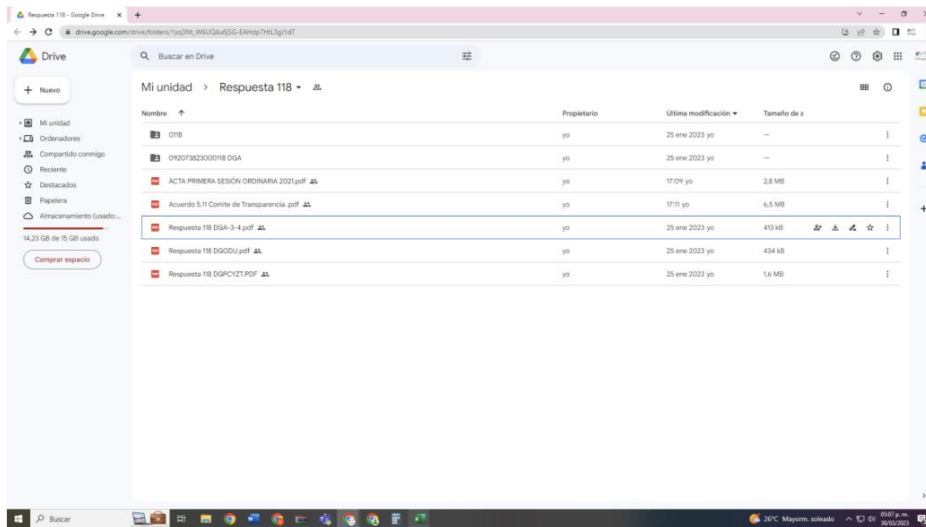 Respuesta 118 - Google Drive
drive.google.com/drive/folders/
Drive
Buscar en Drive
Nuevo
Mi unidad > Respuesta 118
Nombre
Propietario
Última modificación
Tamaño de a
Mi unidad
Ordenadores
Compartido conmigo
Reciente
Destacados
Papelera
Almacenamiento (usado:...
14,23 GB de 15 GB usado
Comprar espacio
0118 yo 25 ene 2023 yo —
092073823000118 DGA yo 25 ene 2023 yo —
ACTA PRIMERA SESIÓN ORDINARIA 2021.pdf yo 17:09 yo 2,8 MB
Acuerdo 5.11 Comite de Transparencia .pdf yo 17:11 yo 6,5 MB
Respuesta 118 DGA-3-4.pdf yo 25 ene 2023 yo 413 kB
Respuesta 118 DGODU.pdf yo 25 ene 2023 yo 434 kB
Respuesta 118 DGPCYZT.PDF yo 25 ene 2023 yo 1,6 MB
Buscar
26°C Mayorm. soleado
05:07 p. m.
30/03/2023